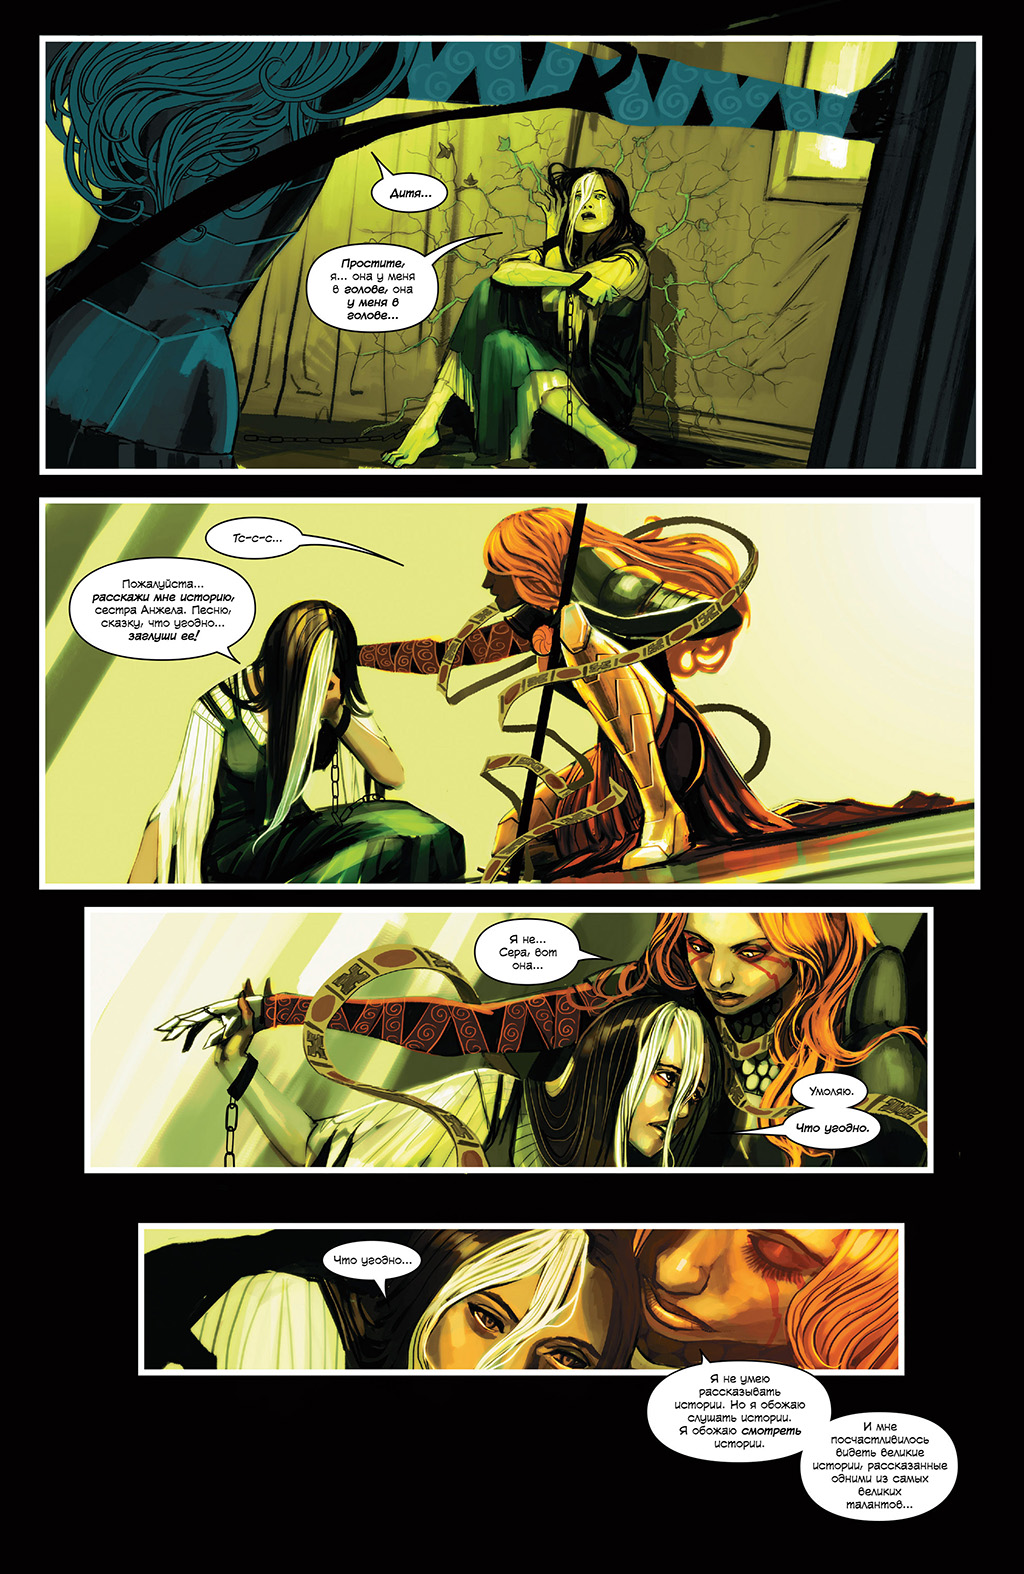 Дитя...
Простите,
я... она у меня
в голове, она
у меня в
голове...
Тс-с-с...
Пожалуйста...
расскажи мне историю,
сестра Анжела. Песню,
сказку, что угодно...
заглуши ее!
Я не...
Сера, вот
она...
Умоляю.
Что угодно.
Что угодно...
Я не умею
рассказывать
истории. Но я обожаю
слушать истории.
Я обожаю смотреть
истории.
И мне
посчастливилось
видеть великие
истории, рассказанные
одними из самых
великих
талантов...